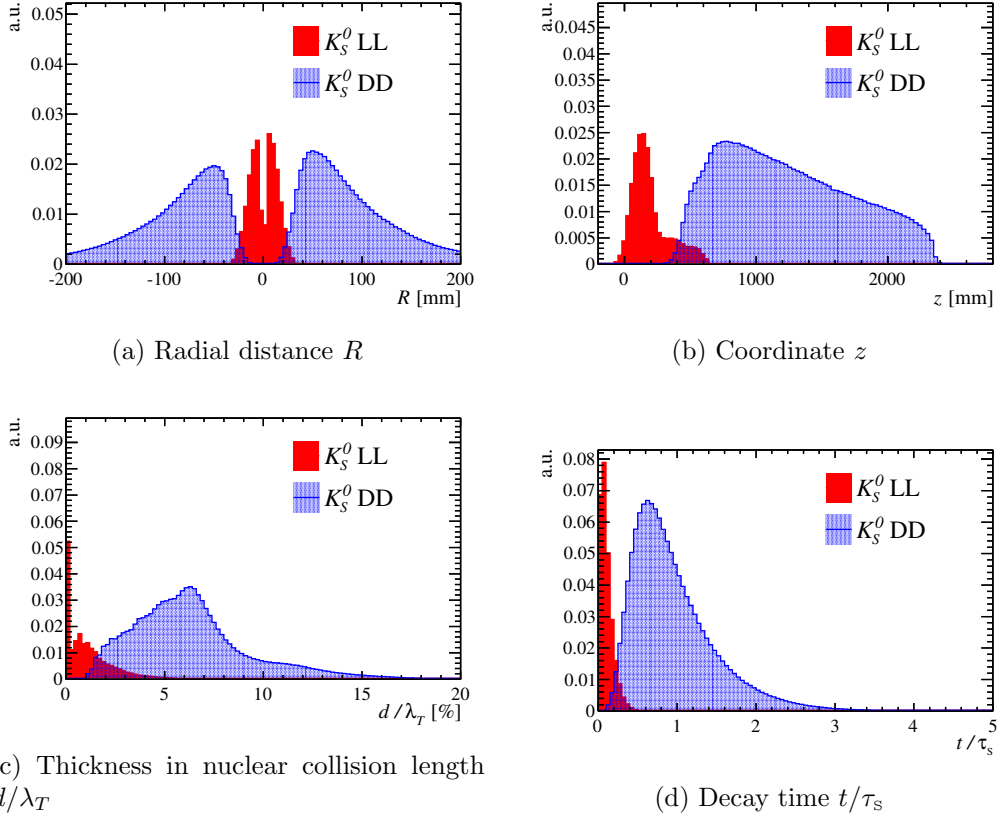 a.u.
0.05
0.04
0.03
0.02
0.01
0
K_S^0 LL
K_S^0 DD
-200 -100 0 100 200
R [mm]
(a) Radial distance R
a.u.
0.045
0.04
0.035
0.03
0.025
0.02
0.015
0.01
0.005
0
K_S^0 LL
K_S^0 DD
0 1000 2000
z [mm]
(b) Coordinate z
a.u.
0.09
0.08
0.07
0.06
0.05
0.04
0.03
0.02
0.01
0
K_S^0 LL
K_S^0 DD
0 5 10 15 20
d/λ_T [%]
c) Thickness in nuclear collision length
d/λ_T
a.u.
0.08
0.07
0.06
0.05
0.04
0.03
0.02
0.01
0
K_S^0 LL
K_S^0 DD
0 1 2 3 4 5
t/τ_s
(d) Decay time t/τ_s